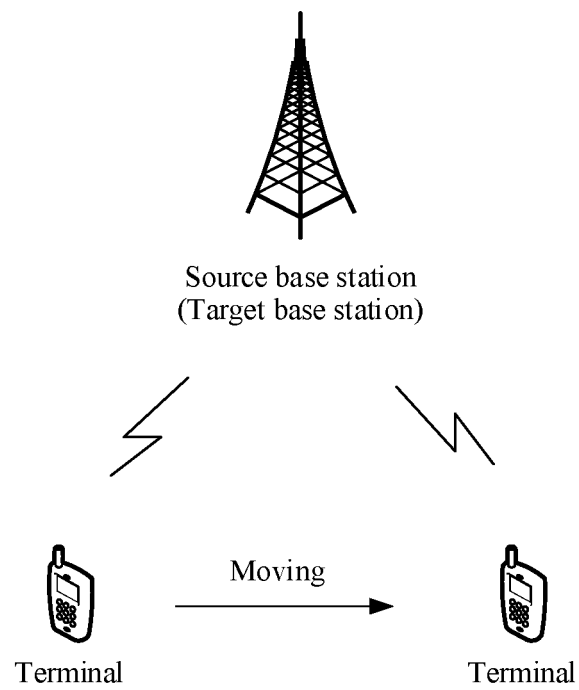 Source base station
(Target base station)
Moving
Terminal
Terminal